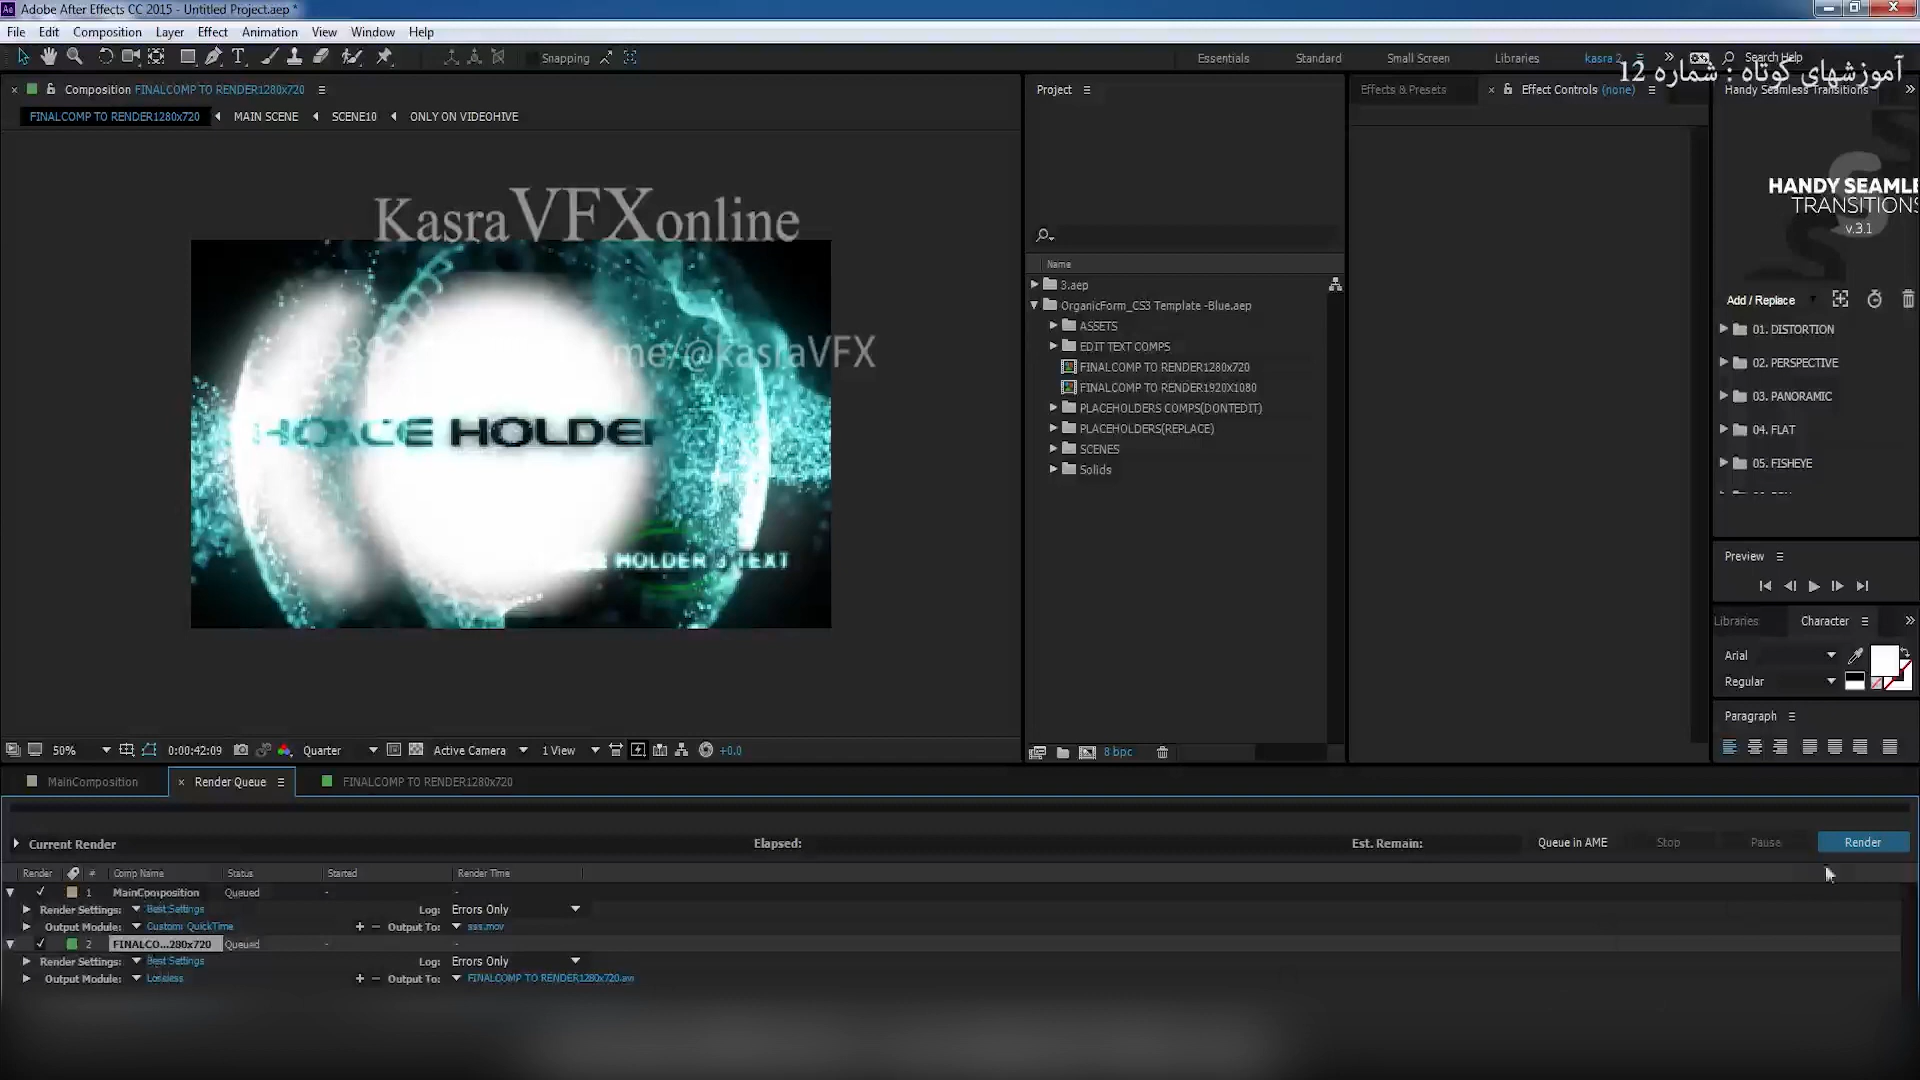 Adobe After Effects CC 2015 - Untitled Project.aep *
File Edit Composition Layer Effect Animation View Window Help
Snapping
Essentials Standard Small Screen Libraries kasra 2 Search Help
آموزشهای کوتاه : شماره 12
Composition FINALCOMP TO RENDER1280x720
FINALCOMP TO RENDER1280x720 MAIN SCENE SCENE10 ONLY ON VIDEOHIVE
KasraVFXonline
me/@kasraVFX
HOLDER
HOLDER 3 TEXT
50% 0:00:42:09 Quarter Active Camera 1 View +0.0
Project
Name
3.aep
OrganicForm_CS3 Template -Blue.aep
ASSETS
EDIT TEXT COMPS
FINALCOMP TO RENDER1280x720
FINALCOMP TO RENDER1920X1080
PLACEHOLDERS COMPS(DONTEDIT)
PLACEHOLDERS(REPLACE)
SCENES
Solids
8 bpc
Effects & Presets Effect Controls (none)
Handy Seamless Transitions
HANDY SEAMLE
TRANSITIONS
v.3.1
Add / Replace
01. DISTORTION
02. PERSPECTIVE
03. PANORAMIC
04. FLAT
05. FISHEYE
Preview
Libraries Character
Arial
Regular
Paragraph
MainComposition Render Queue FINALCOMP TO RENDER1280x720
Current Render Elapsed: Est. Remain: Queue in AME Stop Pause Render
Render # Comp Name Status Started Render Time
1 MainComposition Queued - -
Render Settings: Best Settings Log: Errors Only
Output Module: Custom: QuickTime + - Output To: sss.mov
2 FINALCO...280x720 Queued - -
Render Settings: Best Settings Log: Errors Only
Output Module: Lossless + - Output To: FINALCOMP TO RENDER1280x720.avi